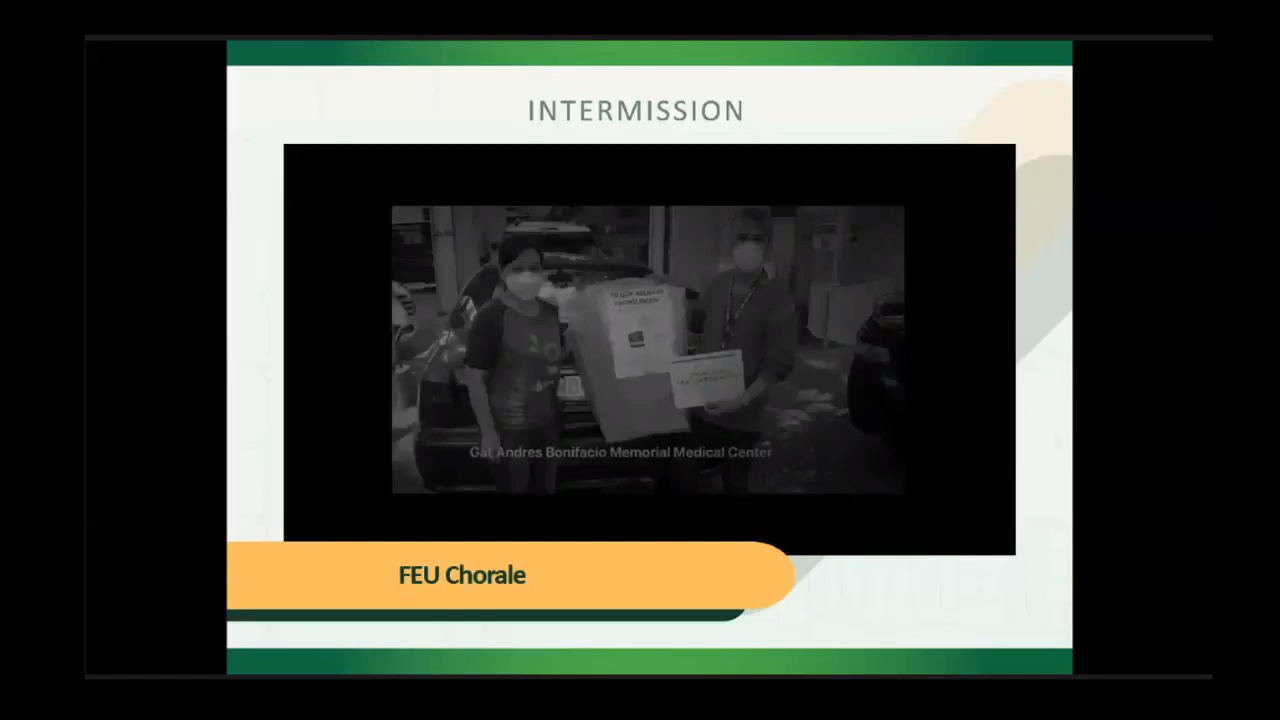 INTERMISSION
Gat Andres Bonifacio Memorial Medical Center
FEU Chorale